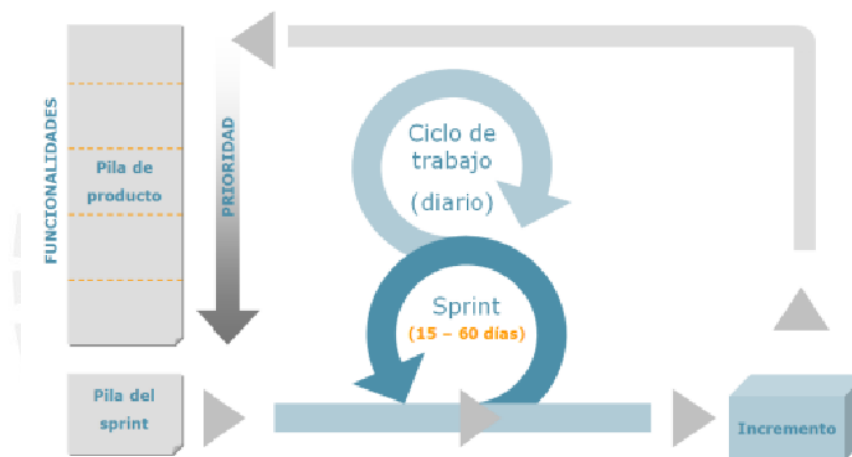 FUNCIONALIDADES
Pila de
producto
PRIORIDAD
Ciclo de
trabajo
(diario)
Sprint
(15 – 60 días)
Pila del
sprint
Incremento